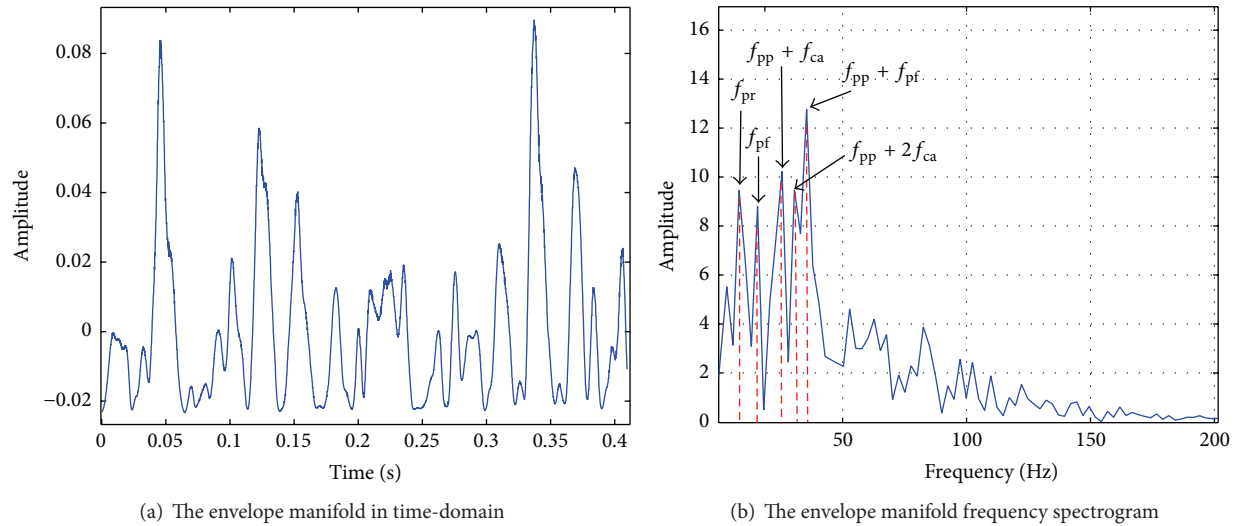 0.08
0.06
0.04
0.02
0
−0.02
Amplitude
0
0.05
0.1
0.15
0.2
0.25
0.3
0.35
0.4
Time (s)
(a) The envelope manifold in time-domain
16
14
12
10
8
6
4
2
0
Amplitude
f_pr
f_pf
f_pp + f_ca
f_pp + f_pf
f_pp + 2f_ca
50
100
150
200
Frequency (Hz)
(b) The envelope manifold frequency spectrogram